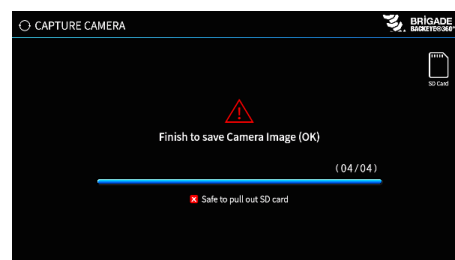 CAPTURE CAMERA
BRIGADE
BACKEYE®360
SD Card
Finish to save Camera Image (OK)
(04/04)
Safe to pull out SD card